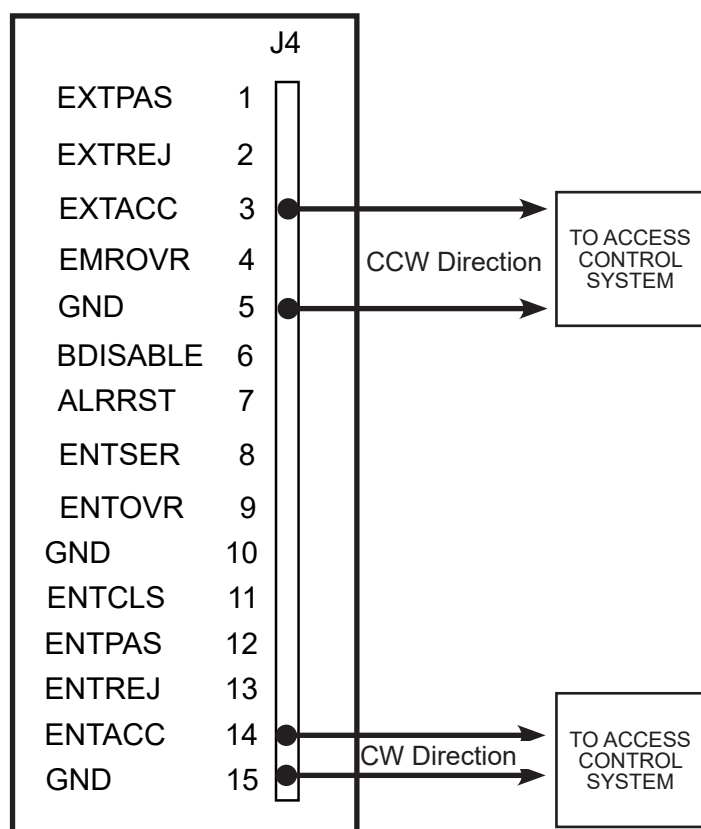 J4
EXTPAS 1
EXTREJ 2
EXTACC 3
EMROVR 4
GND 5
BDISABLE 6
ALRRST 7
ENTSER 8
ENTOVR 9
GND 10
ENTCLS 11
ENTPAS 12
ENTREJ 13
ENTACC 14
GND 15
CCW Direction
TO ACCESS
CONTROL
SYSTEM
CW Direction
TO ACCESS
CONTROL
SYSTEM